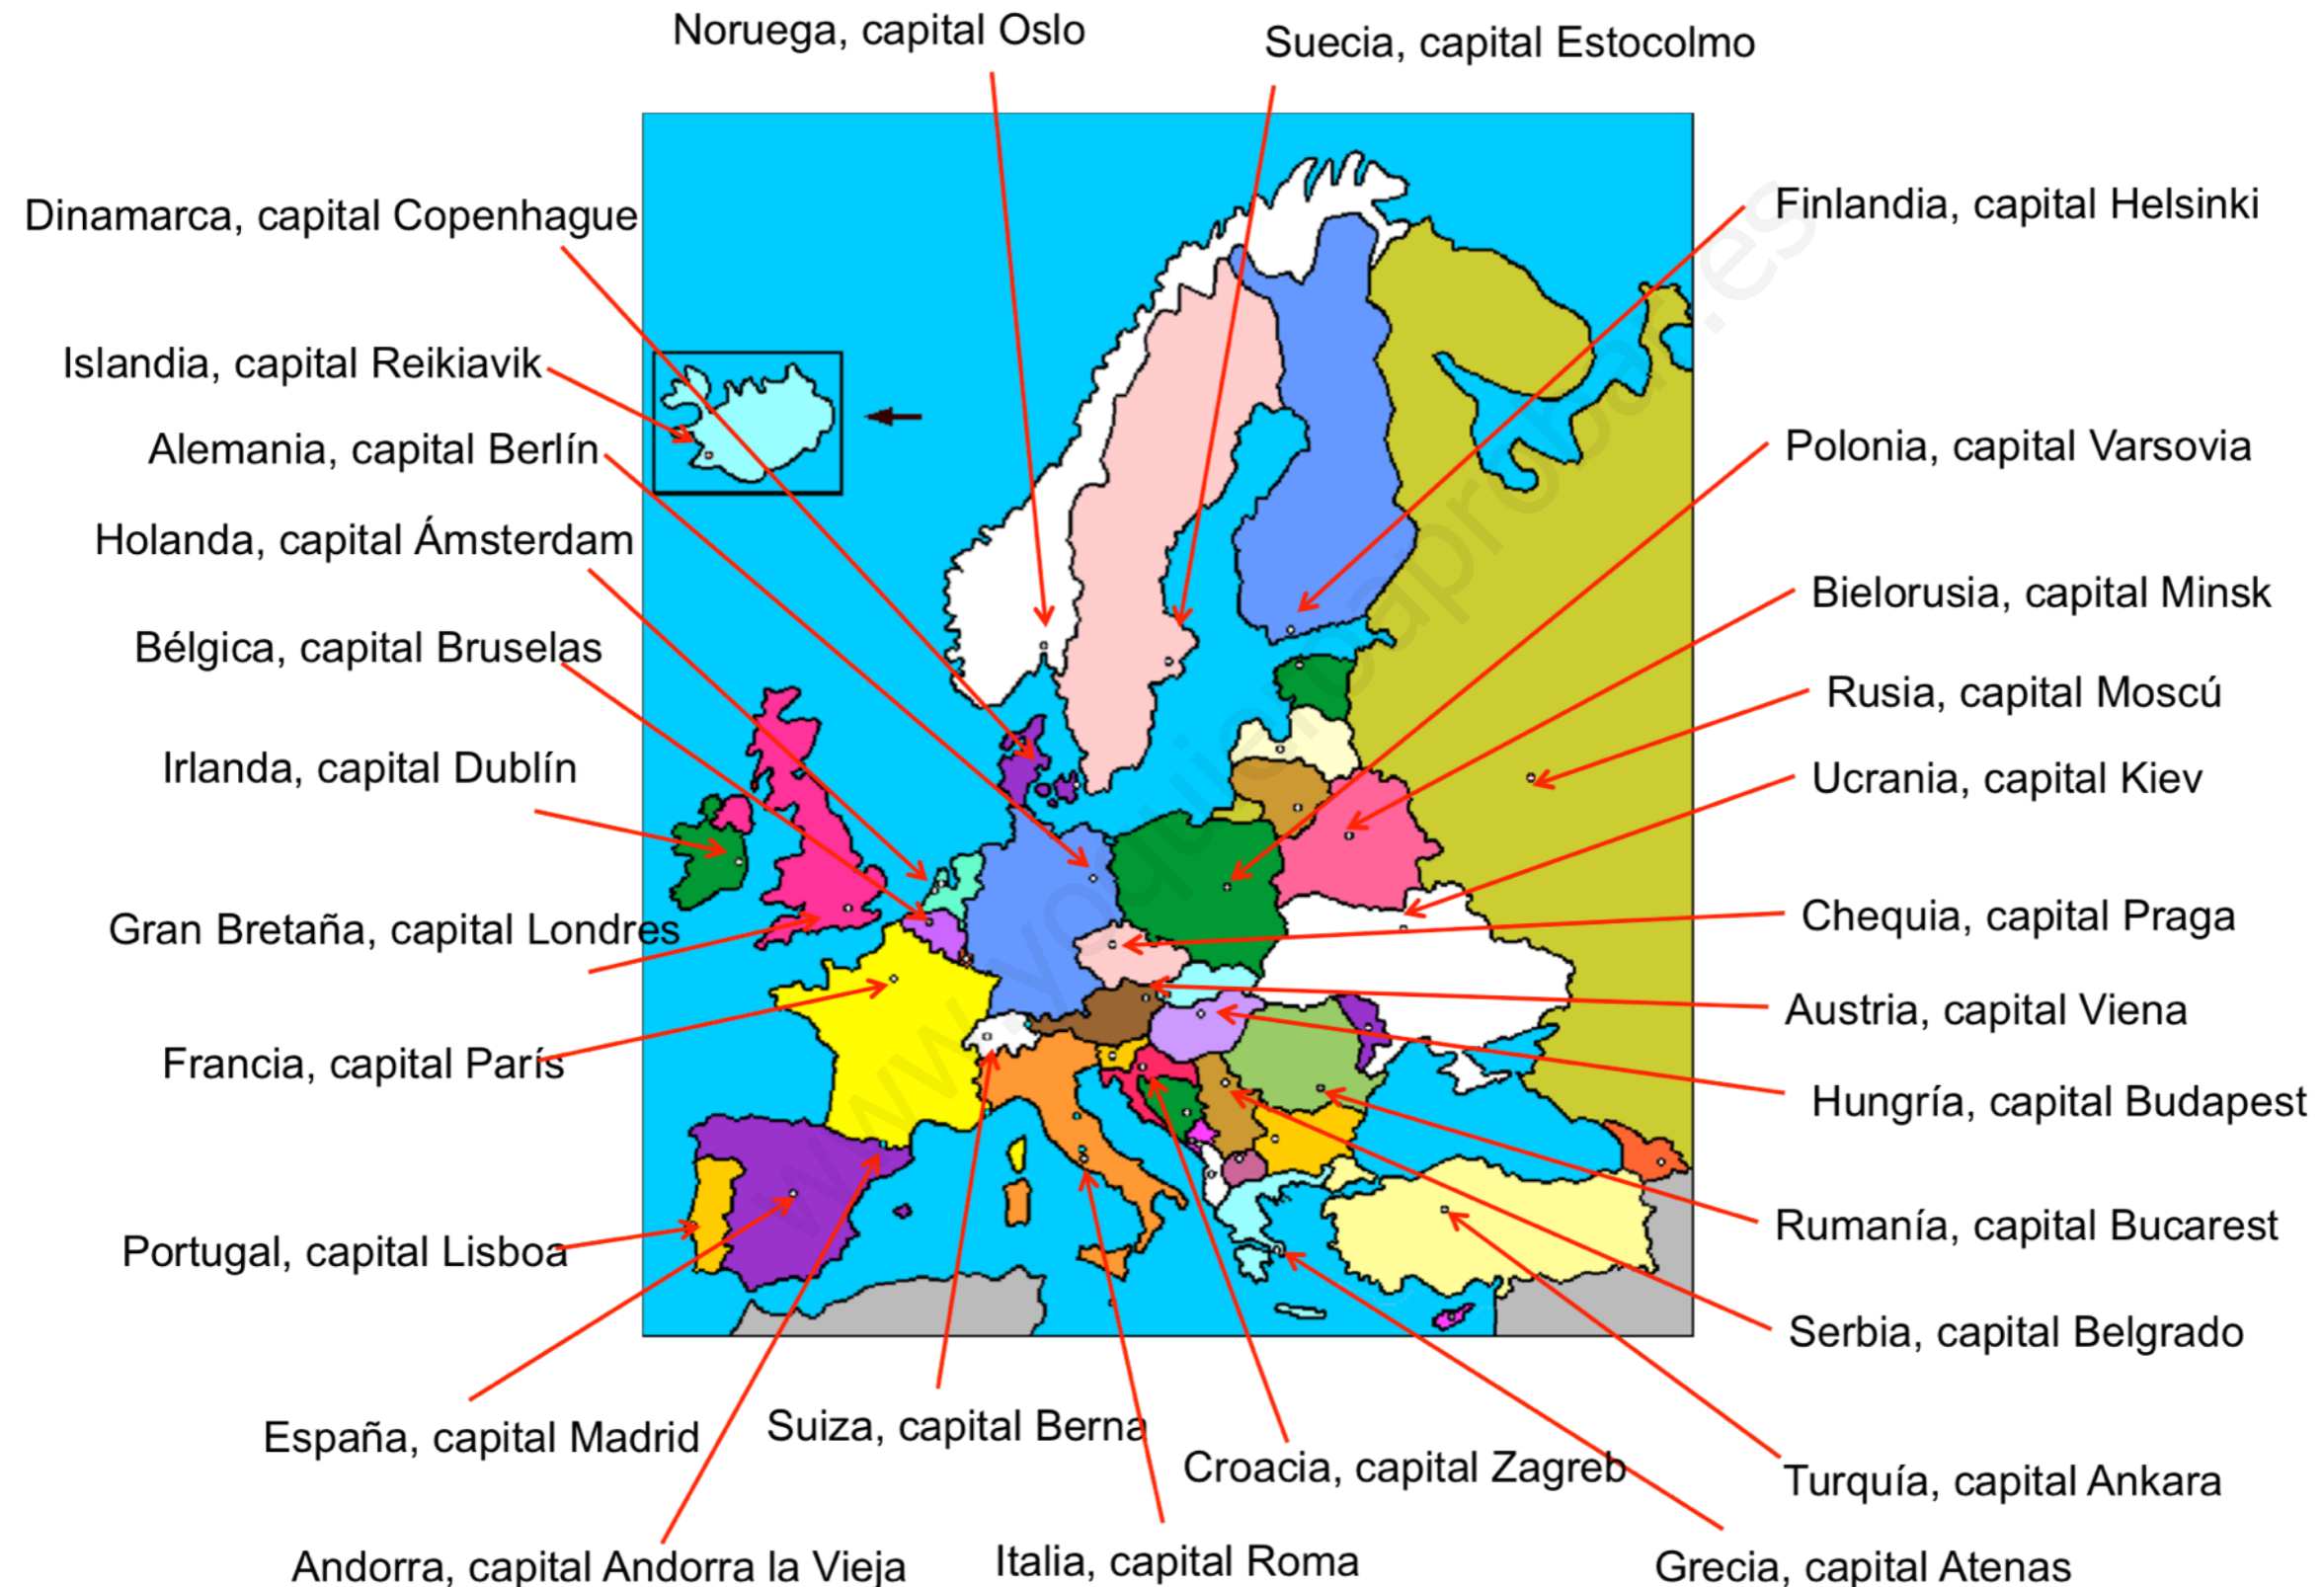 Noruega, capital Oslo
Suecia, capital Estocolmo
Dinamarca, capital Copenhague
Finlandia, capital Helsinki
Islandia, capital Reikiavik
Alemania, capital Berlín
Polonia, capital Varsovia
Holanda, capital Ámsterdam
Bielorusia, capital Minsk
Bélgica, capital Bruselas
Rusia, capital Moscú
Irlanda, capital Dublín
Ucrania, capital Kiev
Gran Bretaña, capital Londres
Chequia, capital Praga
Austria, capital Viena
Francia, capital París
Hungría, capital Budapest
Portugal, capital Lisboa
Rumanía, capital Bucarest
Serbia, capital Belgrado
España, capital Madrid
Suiza, capital Berna
Croacia, capital Zagreb
Turquía, capital Ankara
Andorra, capital Andorra la Vieja
Italia, capital Roma
Grecia, capital Atenas
www.yoquieroaprobar.es